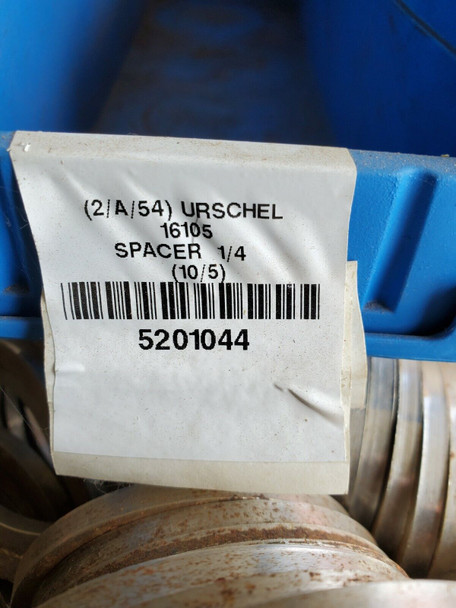 (2/A/54) URSCHEL
16105
SPACER 1/4
(10/5)
5201044